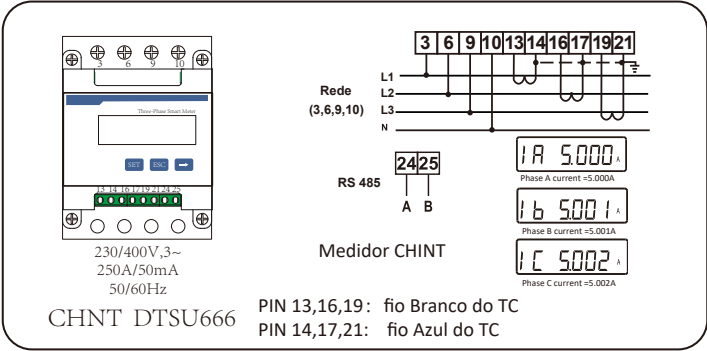 3 6 9 10
Three-Phase Smart Meter
SET ESC
13 14 16 17 19 21 24 25
230/400V,3~
250A/50mA
50/60Hz
CHNT DTSU666
3 6 9 10 13 14 16 17 19 21
L1
L2
L3
N
Rede
(3,6,9,10)
24 25
RS 485
A B
Medidor CHINT
IA 5.000 A
Phase A current =5.000A
Ib 5.001 A
Phase B current =5.001A
IC 5.002 A
Phase C current =5.002A
PIN 13,16,19: fio Branco do TC
PIN 14,17,21: fio Azul do TC